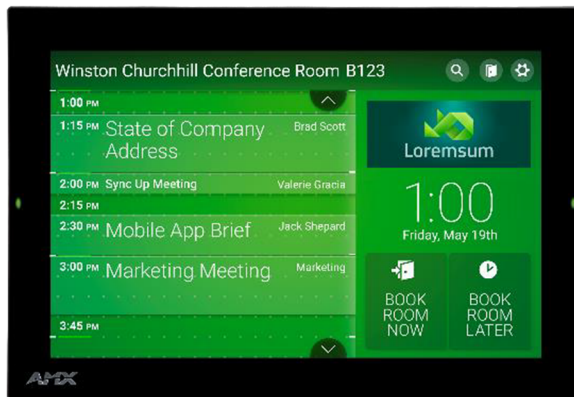 Winston Churchhill Conference Room B123
1:00 PM
1:15 PM State of Company Address Brad Scott
2:00 PM Sync Up Meeting Valerie Gracia
2:15 PM
2:30 PM Mobile App Brief Jack Shepard
3:00 PM Marketing Meeting Marketing
3:45 PM
Loremsum
1:00
Friday, May 19th
BOOK
ROOM
NOW
BOOK
ROOM
LATER
AMX